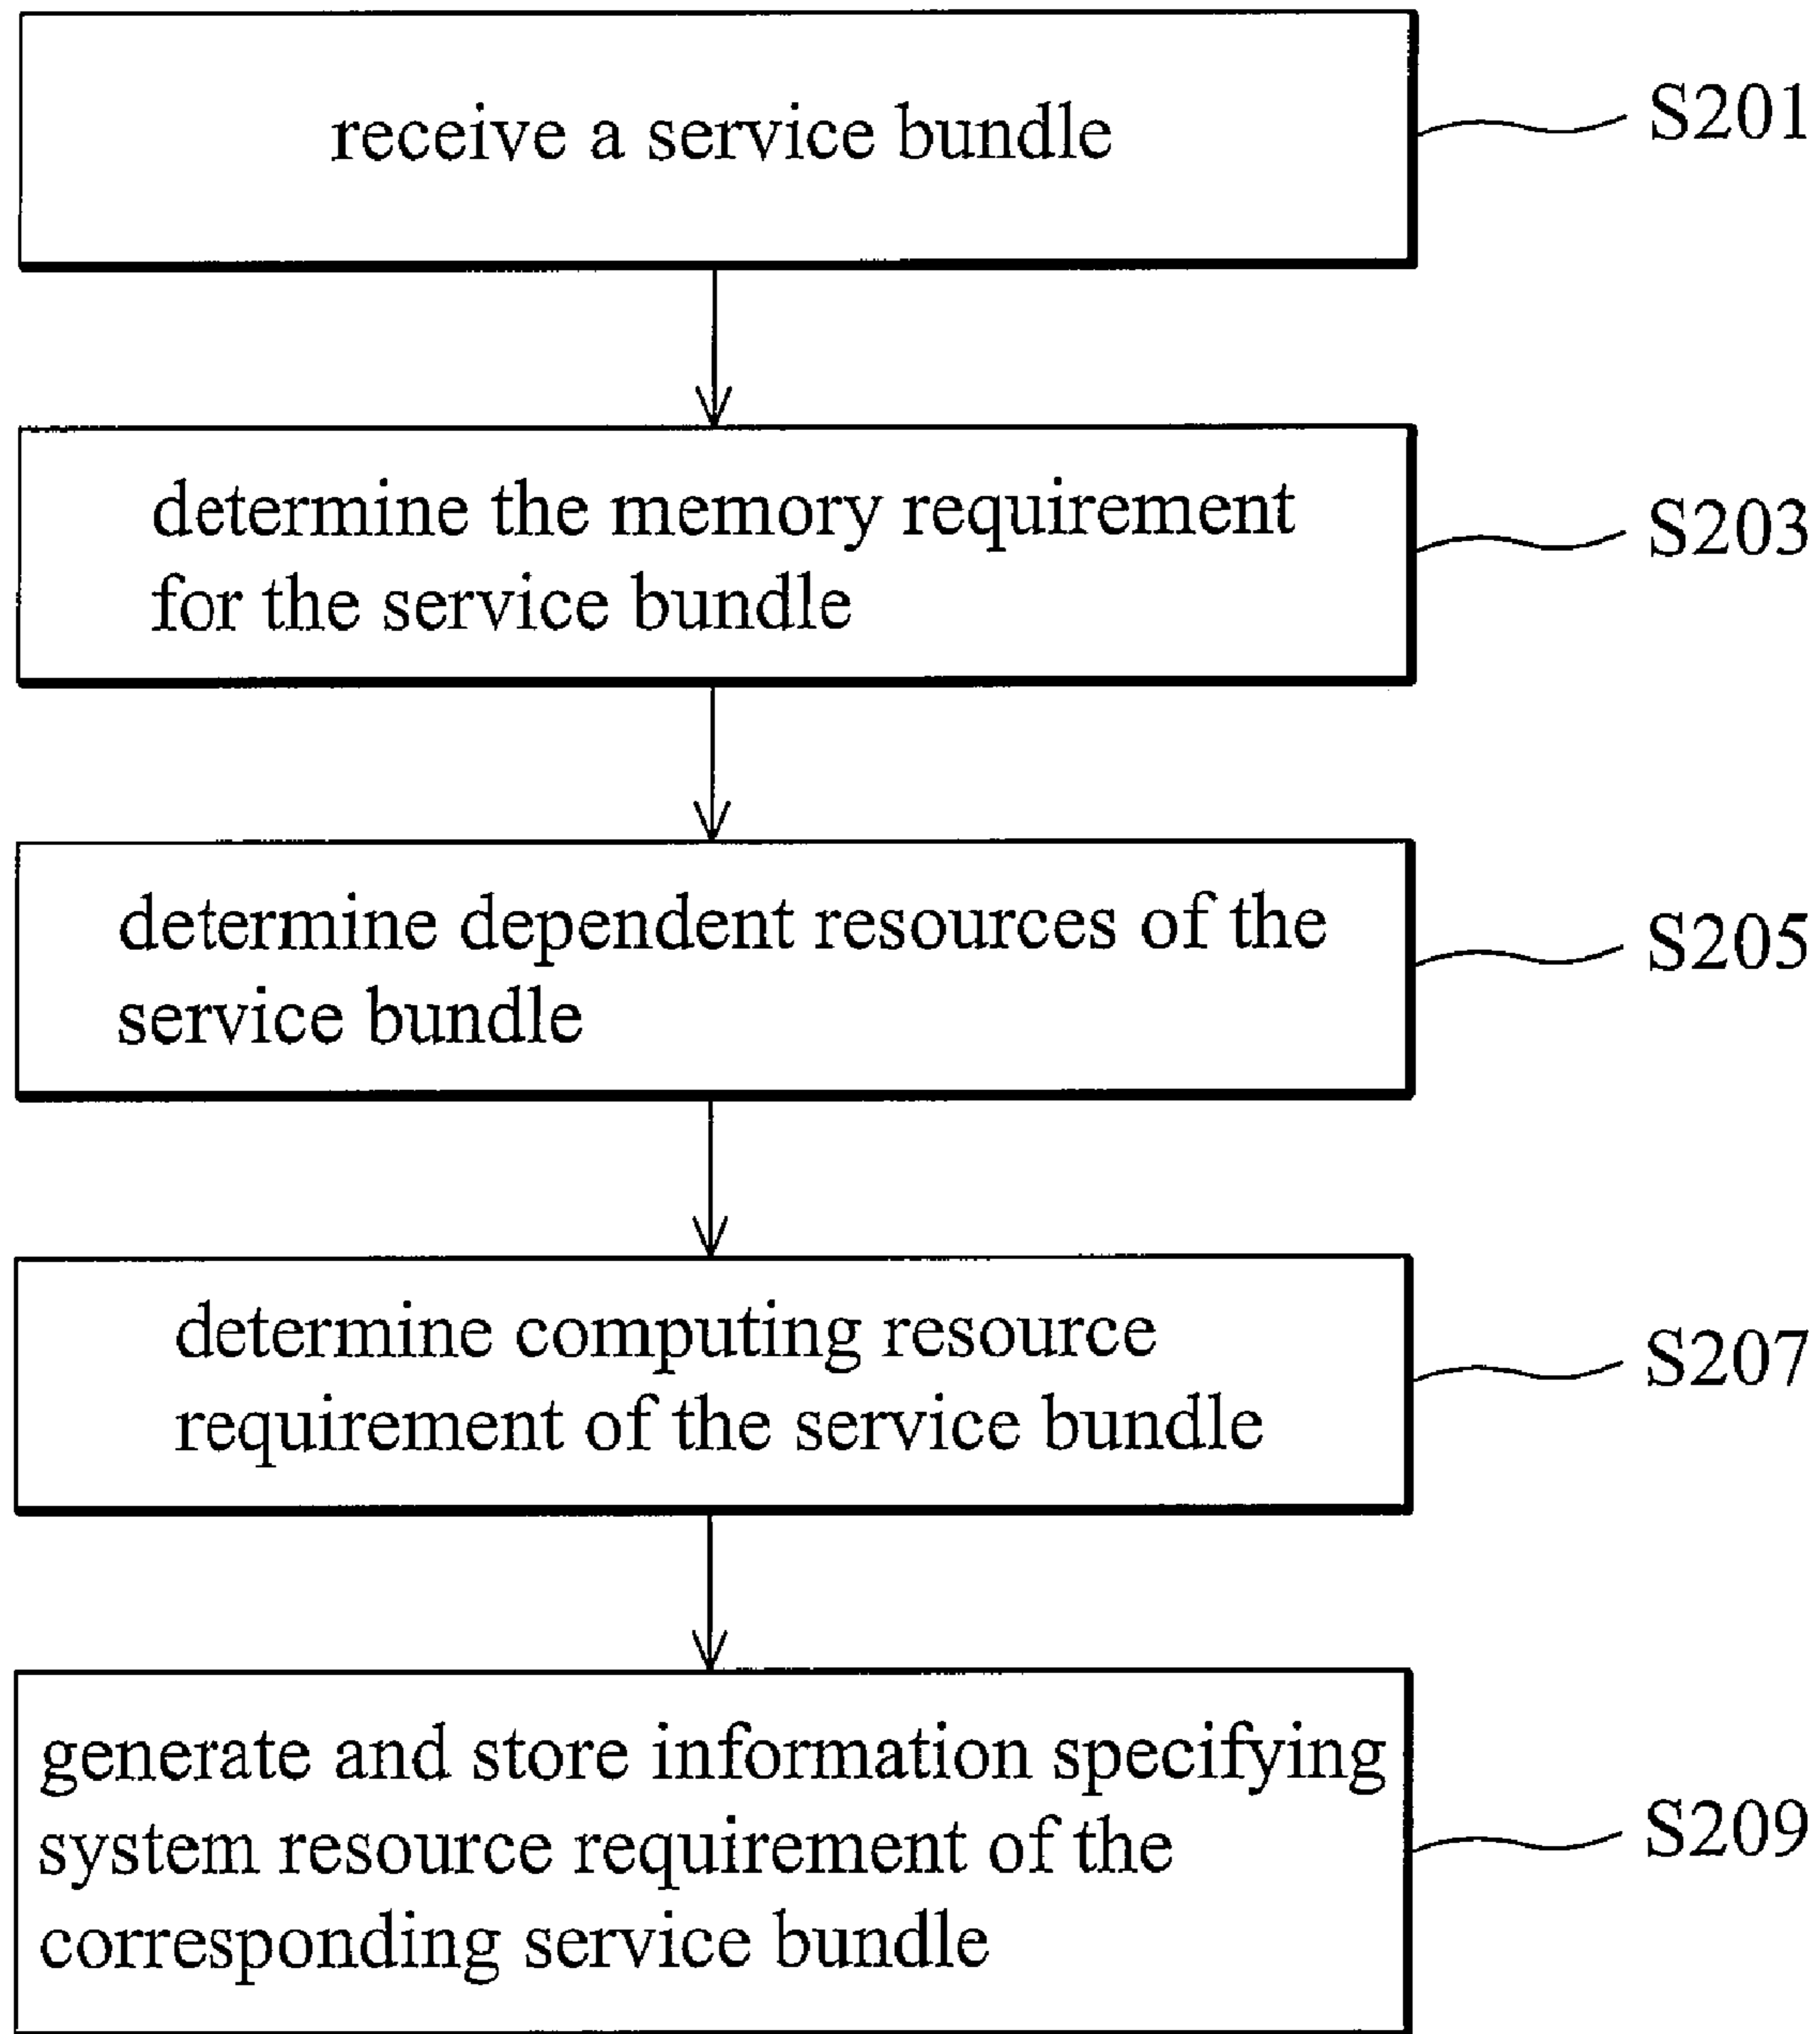 receive a service bundle
S201
determine the memory requirement
for the service bundle
S203
determine dependent resources of the
service bundle
S205
determine computing resource
requirement of the service bundle
S207
generate and store information specifying
system resource requirement of the
corresponding service bundle
S209